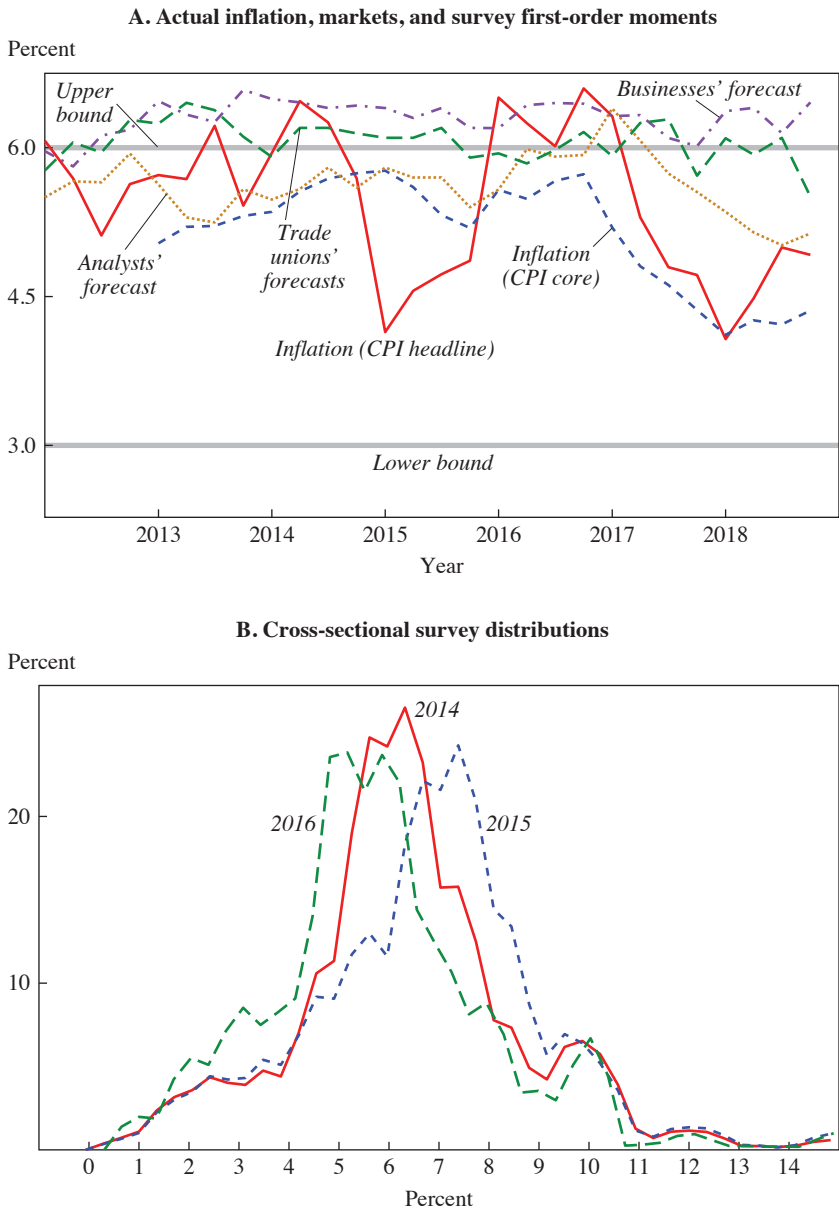 A. Actual inflation, markets, and survey first-order moments
Percent
Upper
bound
Businesses' forecast
6.0
Analysts'
forecast
Trade
unions'
forecasts
Inflation
(CPI core)
4.5
Inflation (CPI headline)
3.0
Lower bound
2013 2014 2015 2016 2017 2018
Year
B. Cross-sectional survey distributions
Percent
2014
20
2016
2015
10
0 1 2 3 4 5 6 7 8 9 10 11 12 13 14
Percent